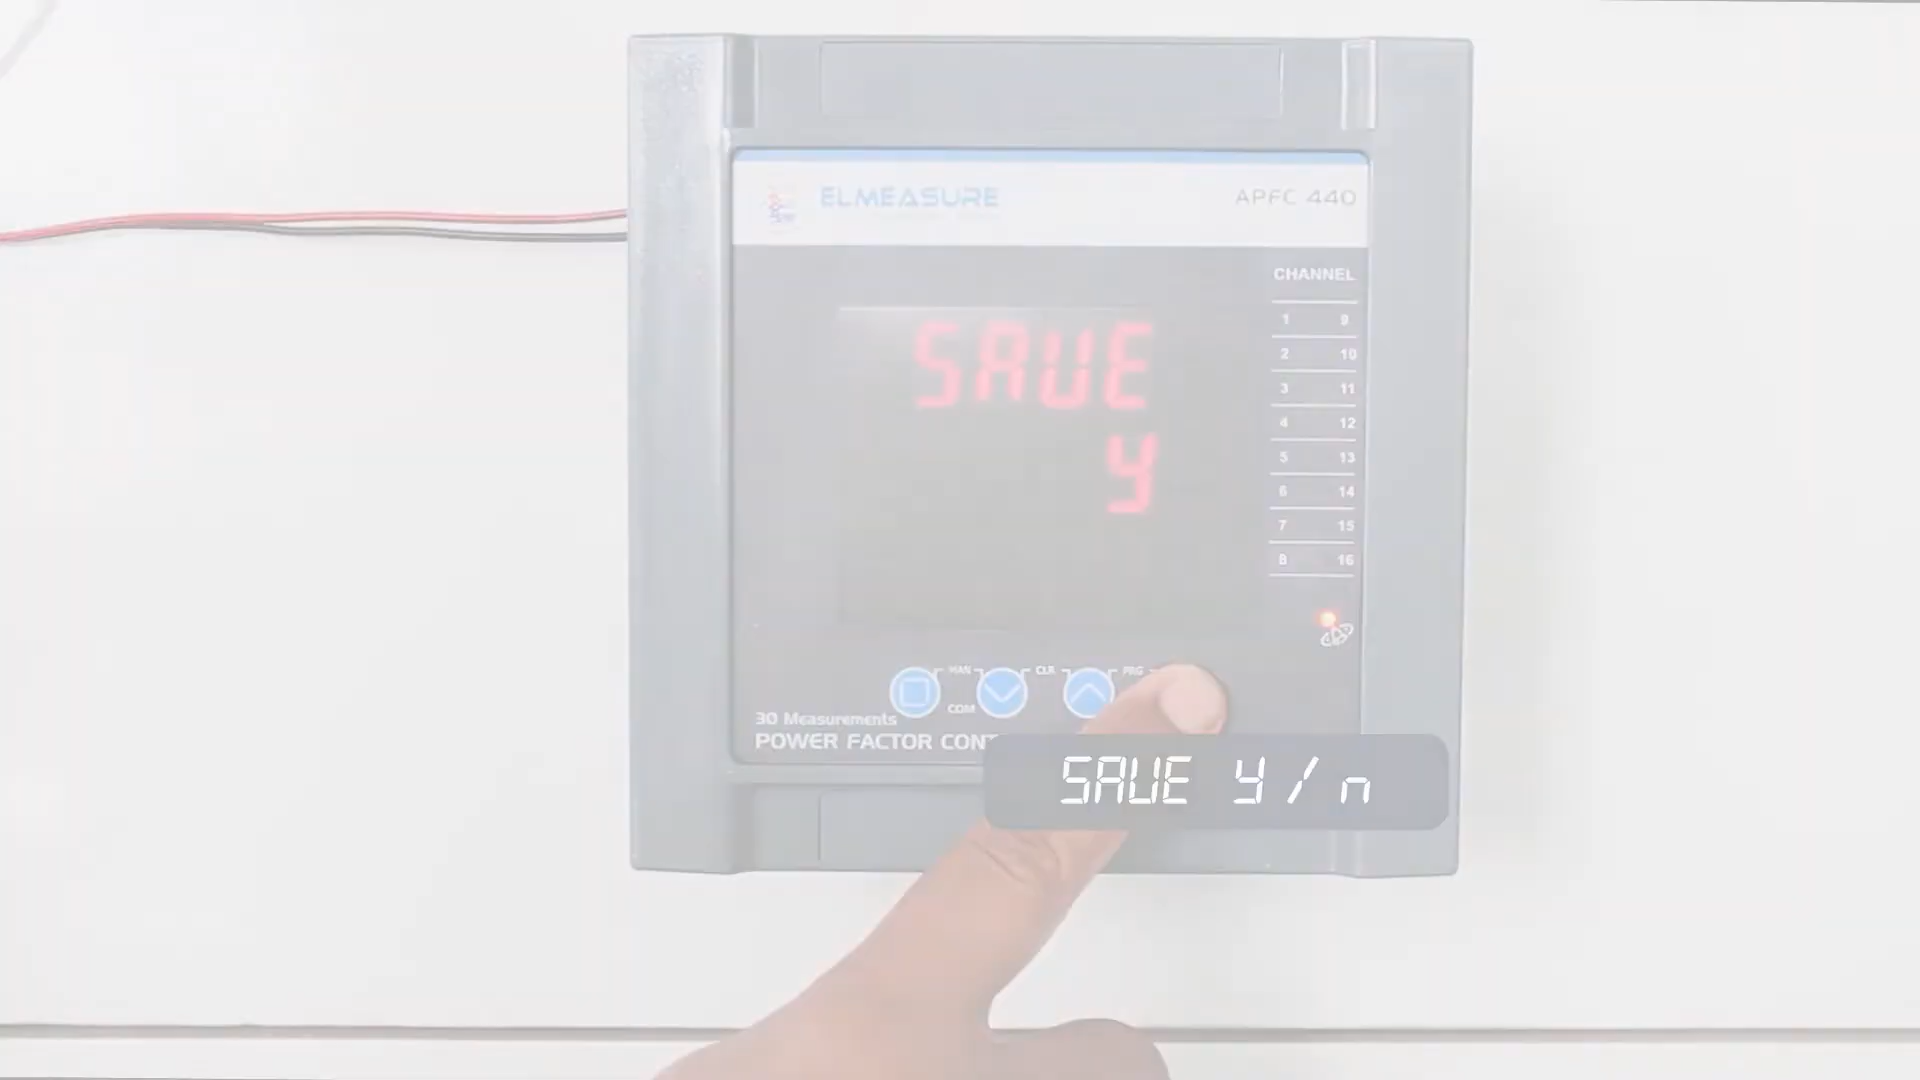 ELMEASURE
APFC 440
CHANNEL
1 9
2 10
3 11
4 12
5 13
6 14
7 15
8 16
SAVE
y
MAN CLR PRG
COM
30 Measurements
POWER FACTOR CONT
SAVE y / n